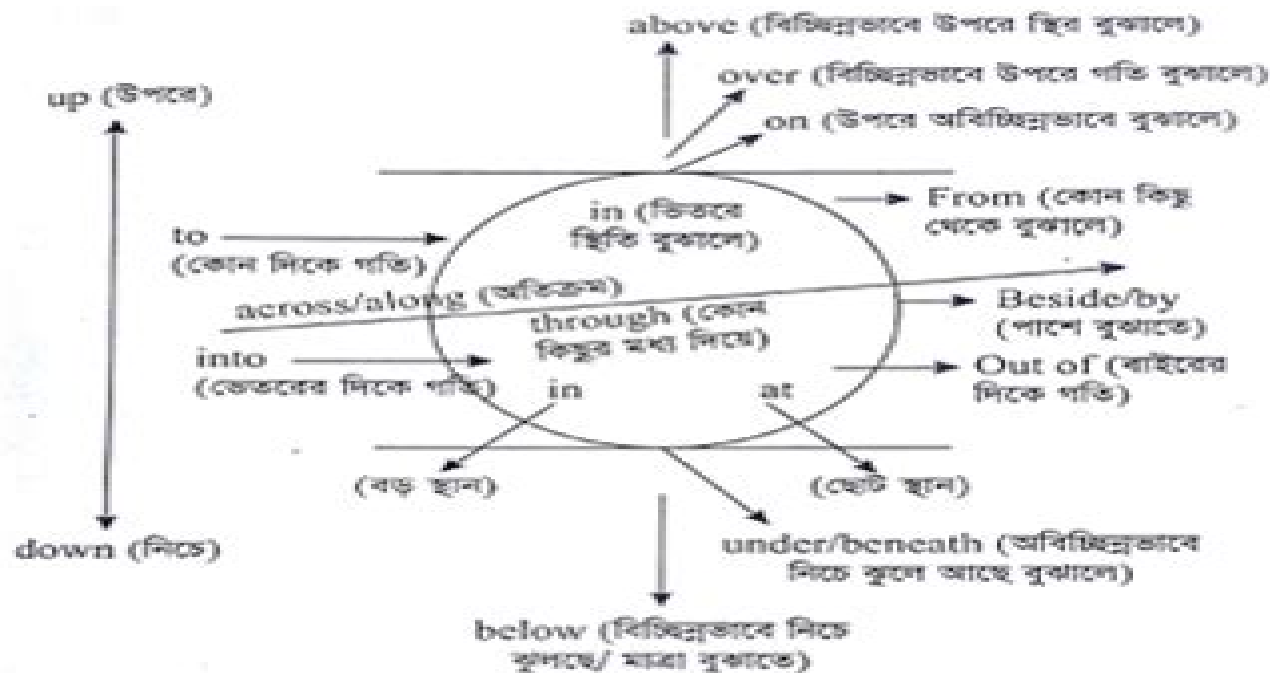 above (বিচ্ছিন্নভাবে উপরে স্থির বুঝালে)
up (উপরে)
over (বিচ্ছিন্নভাবে উপরে গতি বুঝালে)
on (উপরে অবিচ্ছিন্নভাবে বুঝালে)
in (ভিতরে
স্থিতি বুঝালে)
From (কোন কিছু
থেকে বুঝালে)
to
(কোন দিকে গতি)
across/along (অতিক্রম)
through (কোন
কিছুর মধ্য দিয়ে)
Beside/by
(পাশে বুঝাতে)
into
(ভেতরের দিকে গতি)
Out of (বাইরের
দিকে গতি)
in
at
(বড় স্থান)
(ছোট স্থান)
down (নিচে)
under/beneath (অবিচ্ছিন্নভাবে
নিচে ঝুলে আছে বুঝালে)
below (বিচ্ছিন্নভাবে নিচে
ঝুলছে/ মাত্রা বুঝাতে)